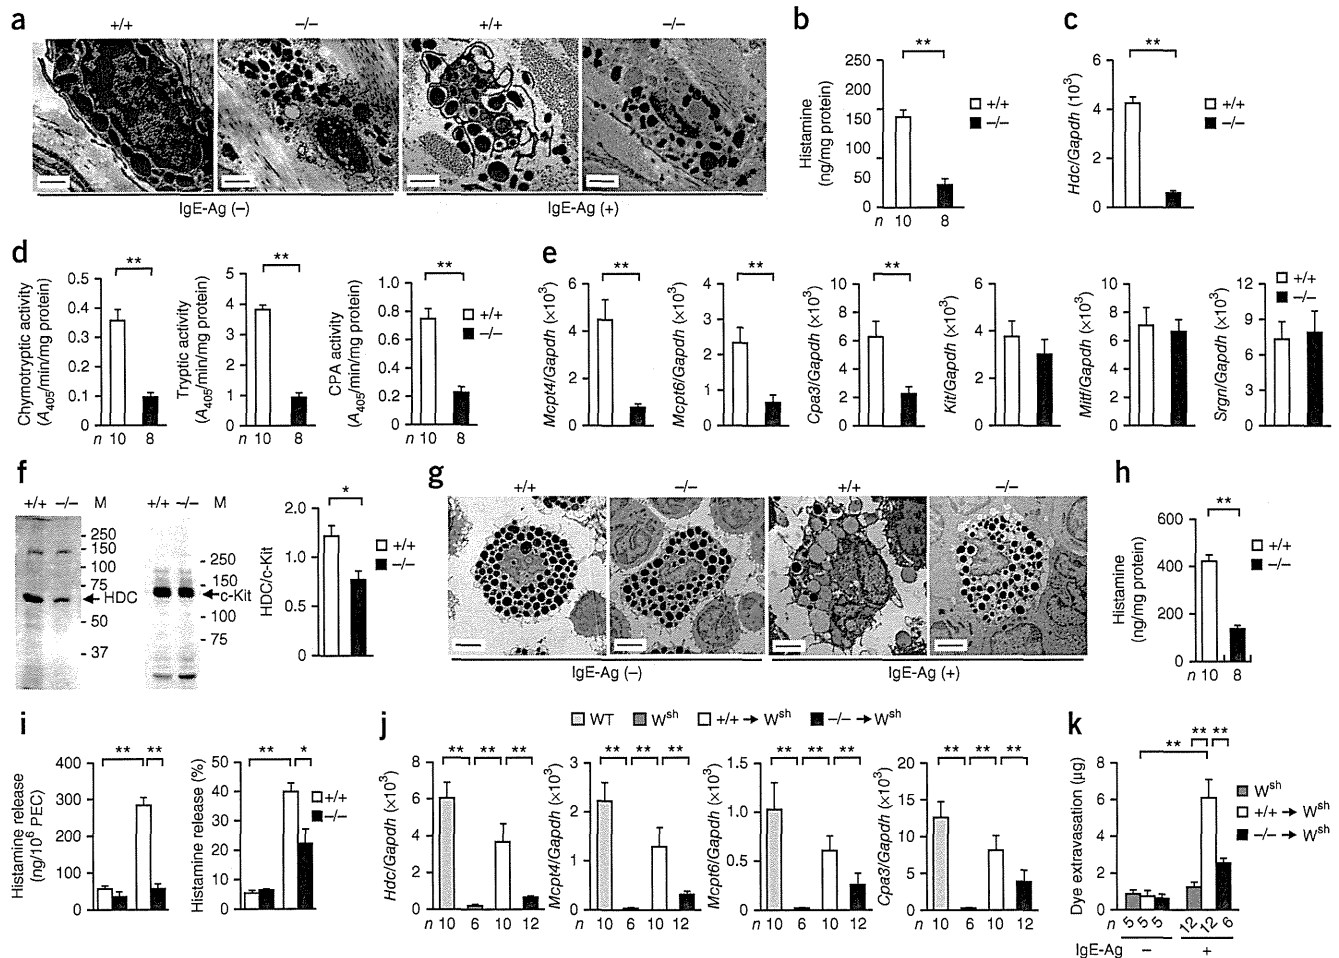 a
+/+
–/–
+/+
–/–
IgE-Ag (–)
IgE-Ag (+)
b
Histamine
(ng/mg protein)
250
200
150
100
50
0
**
+/+
–/–
n 10 8
c
Hdc/Gapdh (10³)
6
4
2
0
**
+/+
–/–
d
Chymotryptic activity
(A405/min/mg protein)
0.5
0.4
0.3
0.2
0.1
0
**
n 10 8
Tryptic activity
(A405/min/mg protein)
5
4
3
2
1
0
**
10 8
CPA activity
(A405/min/mg protein)
1.0
0.8
0.6
0.4
0.2
0
**
+/+
–/–
n 10 8
e
Mcpt4/Gapdh (×10³)
6
4
2
0
**
Mcpt6/Gapdh (×10³)
4
3
2
1
0
**
Cpa3/Gapdh (×10³)
10
8
6
4
2
0
**
Kit/Gapdh (×10³)
6
4
2
0
Mitf/Gapdh (×10³)
10
8
6
4
2
0
Srgn/Gapdh (×10³)
12
9
6
3
0
+/+
–/–
f
+/+ –/– M
250
150
100
75
HDC
50
37
+/+ –/– M
250
150
c-Kit
100
75
HDC/c-Kit
2.0
1.0
0.5
0
*
+/+
–/–
g
+/+
–/–
+/+
–/–
IgE-Ag (–)
IgE-Ag (+)
h
Histamine
(ng/mg protein)
600
400
200
0
**
+/+
–/–
n 10 8
i
Histamine release
(ng/10⁶ PEC)
400
300
200
100
0
** **
Histamine release (%)
50
40
30
20
10
0
** *
+/+
–/–
j
WT
Wsh
+/+ → Wsh
–/– → Wsh
Hdc/Gapdh (×10³)
8
6
4
2
0
** ** **
n 10 6 10 12
Mcpt4/Gapdh (×10³)
3
2
1
0
** ** **
10 6 10 12
Mcpt6/Gapdh (×10³)
1.5
1.0
0.5
0
** ** **
10 6 10 12
Cpa3/Gapdh (×10³)
20
15
10
5
0
** ** **
10 6 10 12
k
Dye extravasation (µg)
8
6
4
2
0
** ** **
Wsh
+/+ → Wsh
–/– → Wsh
n 5 5 5 12 12 6
IgE-Ag – +